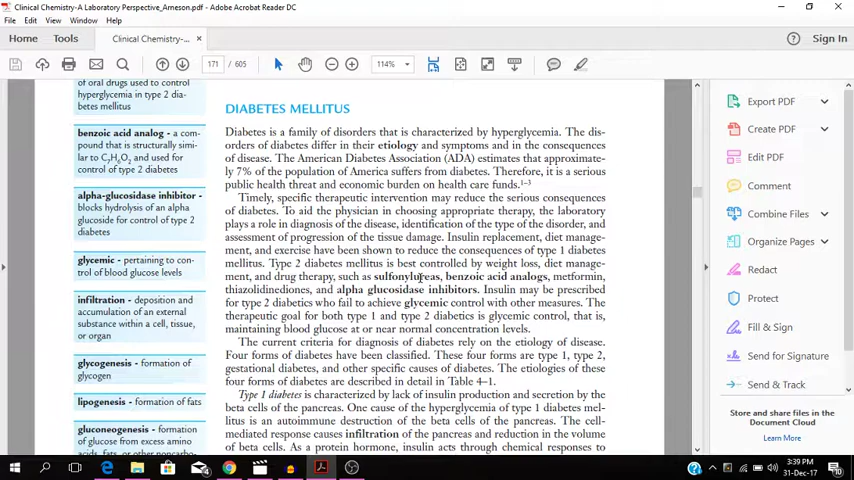 Clinical Chemistry-A Laboratory Perspective_Arneson.pdf - Adobe Acrobat Reader DC
File Edit View Window Help
Home Tools Clinical Chemistry-... × Sign In
171 / 605 114%
of oral drugs used to control
hyperglycemia in type 2 dia-
betes mellitus
benzoic acid analog - a com-
pound that is structurally simi-
lar to C7H6O2 and used for
control of type 2 diabetes
alpha-glucosidase inhibitor -
blocks hydrolysis of an alpha
glucoside for control of type 2
diabetes
glycemic - pertaining to con-
trol of blood glucose levels
infiltration - deposition and
accumulation of an external
substance within a cell, tissue,
or organ
glycogenesis - formation of
glycogen
lipogenesis - formation of fats
gluconeogenesis - formation
of glucose from excess amino
acids, fats, or other noncarbo-
DIABETES MELLITUS
Diabetes is a family of disorders that is characterized by hyperglycemia. The dis-
orders of diabetes differ in their etiology and symptoms and in the consequences
of disease. The American Diabetes Association (ADA) estimates that approximate-
ly 7% of the population of America suffers from diabetes. Therefore, it is a serious
public health threat and economic burden on health care funds.1–3
Timely, specific therapeutic intervention may reduce the serious consequences
of diabetes. To aid the physician in choosing appropriate therapy, the laboratory
plays a role in diagnosis of the disease, identification of the type of the disorder, and
assessment of progression of the tissue damage. Insulin replacement, diet manage-
ment, and exercise have been shown to reduce the consequences of type 1 diabetes
mellitus. Type 2 diabetes mellitus is best controlled by weight loss, diet manage-
ment, and drug therapy, such as sulfonylureas, benzoic acid analogs, metformin,
thiazolidinediones, and alpha glucosidase inhibitors. Insulin may be prescribed
for type 2 diabetics who fail to achieve glycemic control with other measures. The
therapeutic goal for both type 1 and type 2 diabetics is glycemic control, that is,
maintaining blood glucose at or near normal concentration levels.
The current criteria for diagnosis of diabetes rely on the etiology of disease.
Four forms of diabetes have been classified. These four forms are type 1, type 2,
gestational diabetes, and other specific causes of diabetes. The etiologies of these
four forms of diabetes are described in detail in Table 4–1.
Type 1 diabetes is characterized by lack of insulin production and secretion by the
beta cells of the pancreas. One cause of the hyperglycemia of type 1 diabetes mel-
litus is an autoimmune destruction of the beta cells of the pancreas. The cell-
mediated response causes infiltration of the pancreas and reduction in the volume
of beta cells. As a protein hormone, insulin acts through chemical responses to
Export PDF
Create PDF
Edit PDF
Comment
Combine Files
Organize Pages
Redact
Protect
Fill & Sign
Send for Signature
Send & Track
Store and share files in the
Document Cloud
Learn More
3:39 PM
31-Dec-17